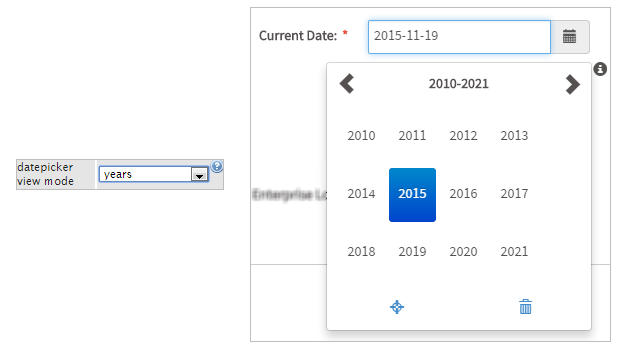 datepicker
view mode
years
Current Date: *
2015-11-19
2010-2021
2010 2011 2012 2013
2014 2015 2016 2017
2018 2019 2020 2021
Enterprise